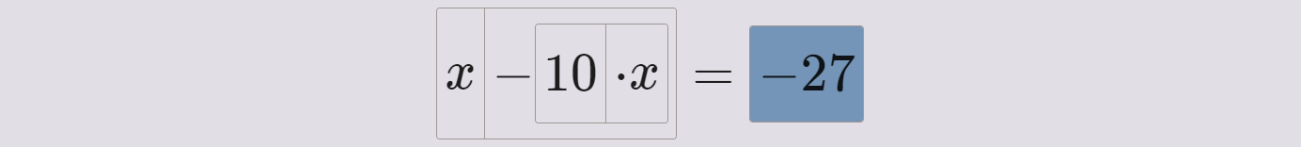 x − 10 · x = −27